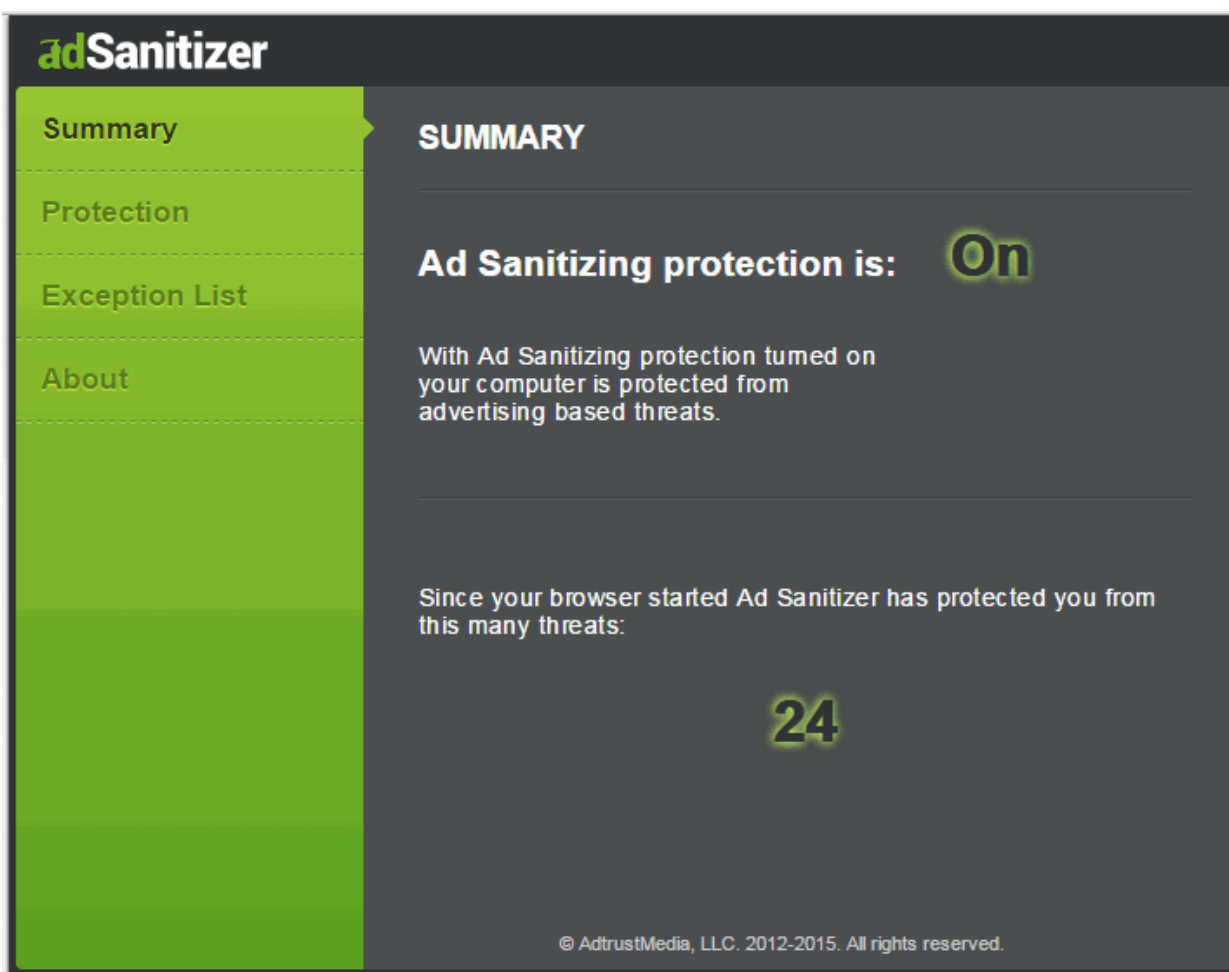 adSanitizer
Summary
Protection
Exception List
About
SUMMARY
Ad Sanitizing protection is: On
With Ad Sanitizing protection turned on
your computer is protected from
advertising based threats.
Since your browser started Ad Sanitizer has protected you from
this many threats:
24
© AdtrustMedia, LLC. 2012-2015. All rights reserved.